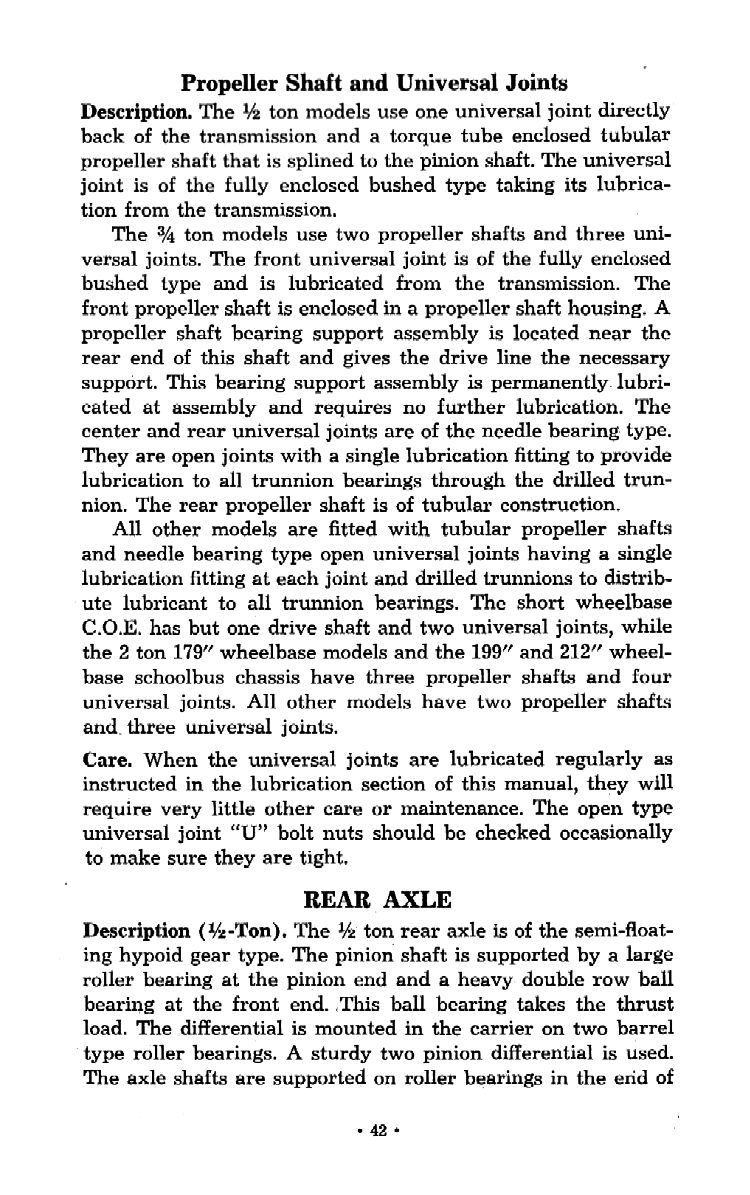 Propeller Shaft and Universal Joints
Description. The ½ ton models use one universal joint directly
back of the transmission and a torque tube enclosed tubular
propeller shaft that is splined to the pinion shaft. The universal
joint is of the fully enclosed bushed type taking its lubrica-
tion from the transmission.
The ¾ ton models use two propeller shafts and three uni-
versal joints. The front universal joint is of the fully enclosed
bushed type and is lubricated from the transmission. The
front propeller shaft is enclosed in a propeller shaft housing. A
propeller shaft bearing support assembly is located near the
rear end of this shaft and gives the drive line the necessary
support. This bearing support assembly is permanently lubri-
cated at assembly and requires no further lubrication. The
center and rear universal joints are of the needle bearing type.
They are open joints with a single lubrication fitting to provide
lubrication to all trunnion bearings through the drilled trun-
nion. The rear propeller shaft is of tubular construction.
All other models are fitted with tubular propeller shafts
and needle bearing type open universal joints having a single
lubrication fitting at each joint and drilled trunnions to distrib-
ute lubricant to all trunnion bearings. The short wheelbase
C.O.E. has but one drive shaft and two universal joints, while
the 2 ton 179″ wheelbase models and the 199″ and 212″ wheel-
base schoolbus chassis have three propeller shafts and four
universal joints. All other models have two propeller shafts
and three universal joints.
Care. When the universal joints are lubricated regularly as
instructed in the lubrication section of this manual, they will
require very little other care or maintenance. The open type
universal joint “U” bolt nuts should be checked occasionally
to make sure they are tight.
REAR AXLE
Description (½-Ton). The ½ ton rear axle is of the semi-float-
ing hypoid gear type. The pinion shaft is supported by a large
roller bearing at the pinion end and a heavy double row ball
bearing at the front end. This ball bearing takes the thrust
load. The differential is mounted in the carrier on two barrel
type roller bearings. A sturdy two pinion differential is used.
The axle shafts are supported on roller bearings in the end of
• 42 •